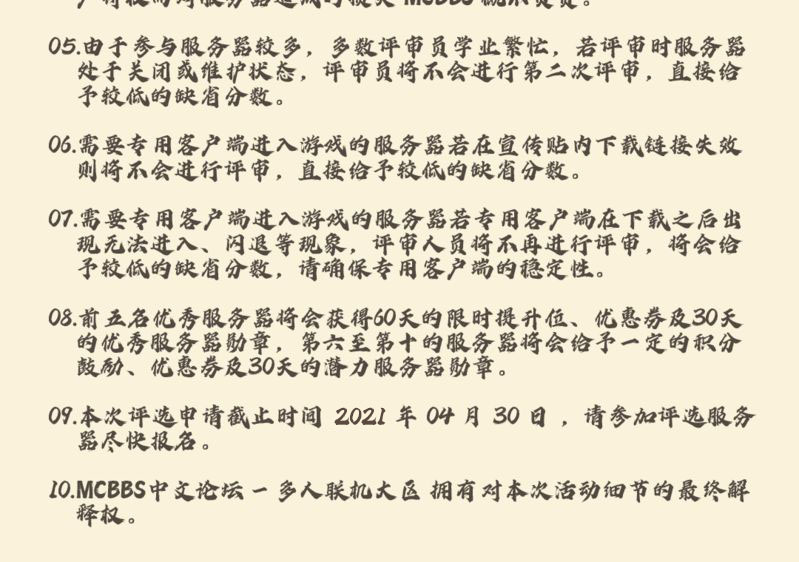 05.由于参与服务器较多，多数评审员学业繁忙，若评审时服务器
处于关闭或维护状态，评审员将不会进行第二次评审，直接给
予较低的缺省分数。
06.需要专用客户端进入游戏的服务器若在宣传贴内下载链接失效
则将不会进行评审，直接给予较低的缺省分数。
07.需要专用客户端进入游戏的服务器若专用客户端在下载之后出
现无法进入、闪退等现象，评审人员将不再进行评审，将会给
予较低的缺省分数，请确保专用客户端的稳定性。
08.前五名优秀服务器将会获得60天的限时提升位、优惠券及30天
的优秀服务器勋章，第六至第十的服务器将会给予一定的积分
鼓励、优惠券及30天的潜力服务器勋章。
09.本次评选申请截止时间 2021 年 04 月 30 日 ，请参加评选服务
器尽快报名。
10.MCBBS中文论坛 - 多人联机大区 拥有对本次活动细节的最终解
释权。